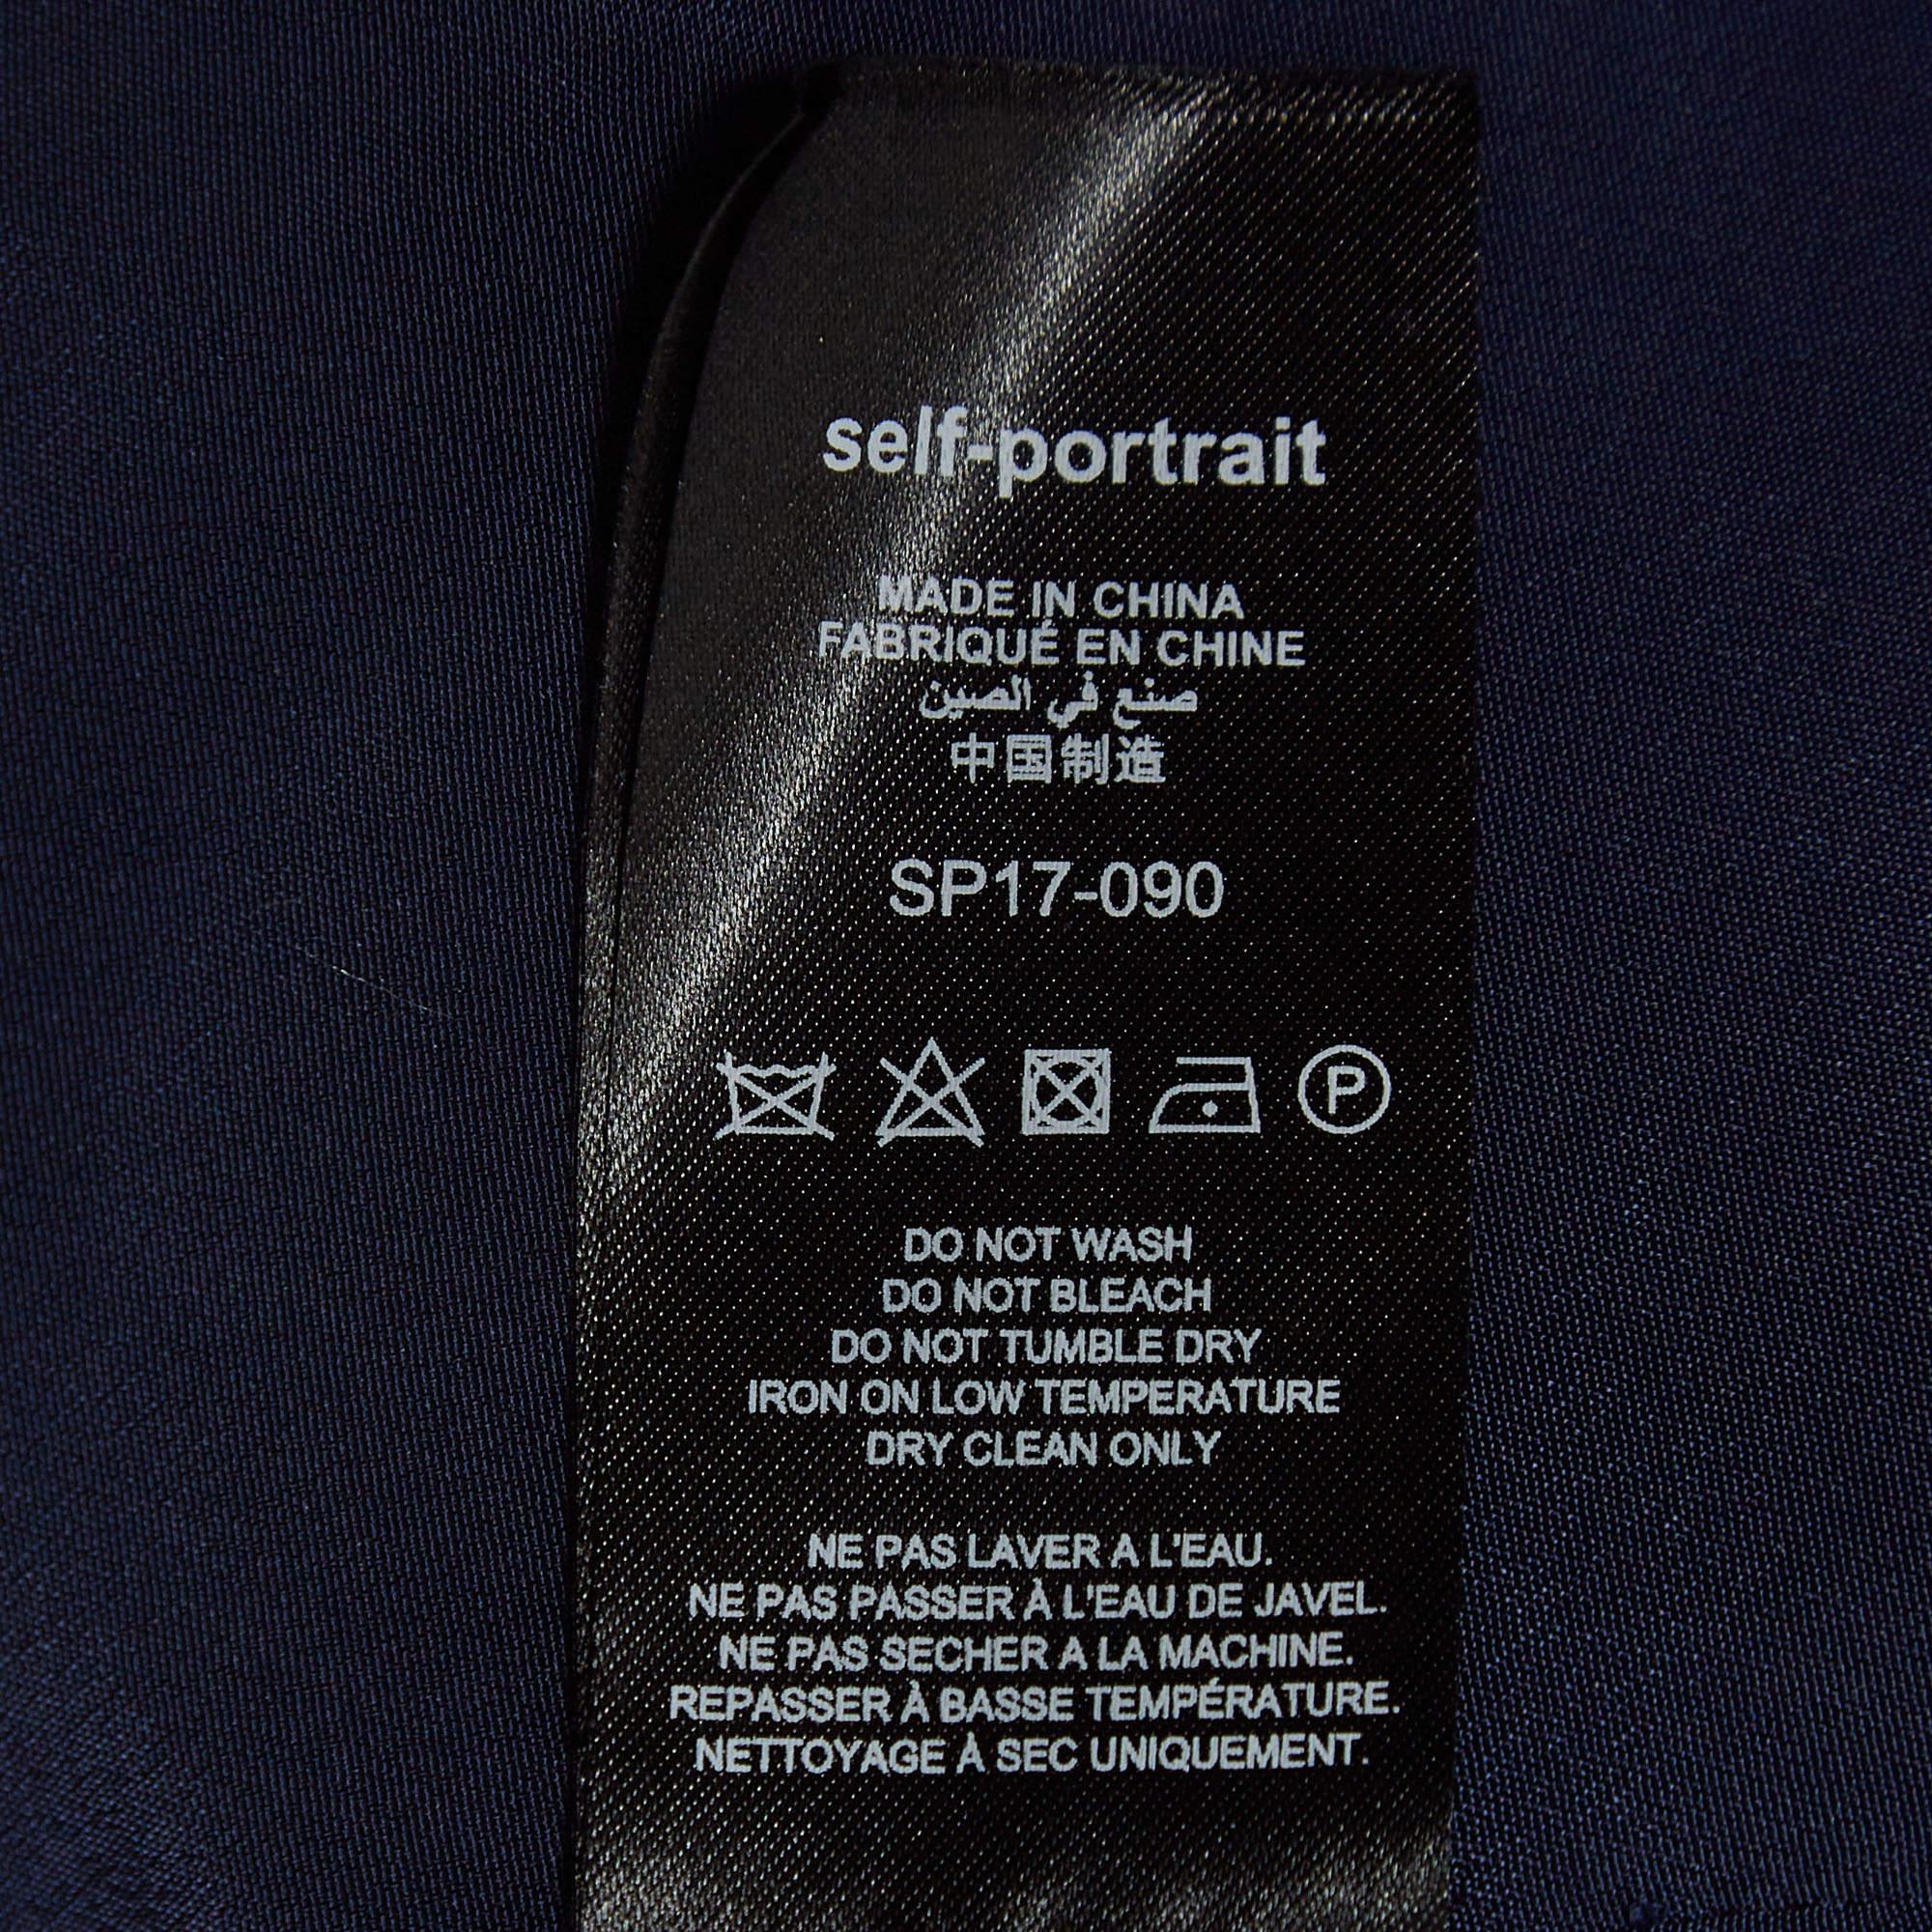 self-portrait
MADE IN CHINA
FABRIQUÉ EN CHINE
صنع في الصين
中国制造
SP17-090
P
DO NOT WASH
DO NOT BLEACH
DO NOT TUMBLE DRY
IRON ON LOW TEMPERATURE
DRY CLEAN ONLY
NE PAS LAVER A L'EAU.
NE PAS PASSER À L'EAU DE JAVEL.
NE PAS SECHER A LA MACHINE.
REPASSER À BASSE TEMPÉRATURE.
NETTOYAGE À SEC UNIQUEMENT.